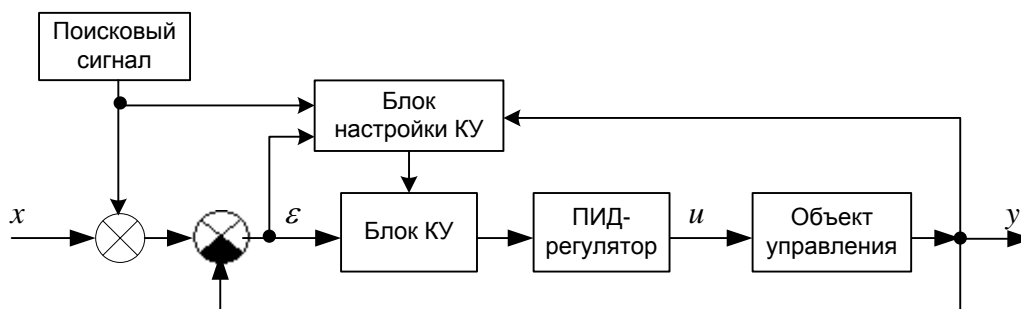 Поисковый
сигнал
Блок
настройки КУ
x
ε
Блок КУ
ПИД-
регулятор
u
Объект
управления
y